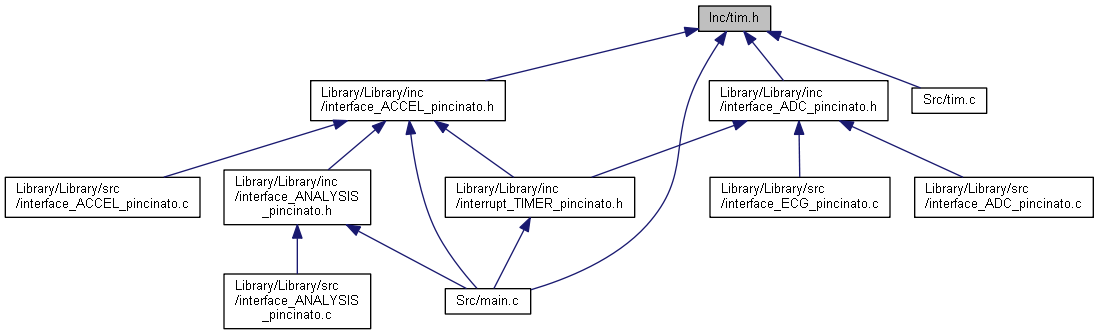 Inc/tim.h
Library/Library/inc
/interface_ACCEL_pincinato.h
Library/Library/inc
/interface_ADC_pincinato.h
Src/tim.c
Library/Library/src
/interface_ACCEL_pincinato.c
Library/Library/inc
/interface_ANALYSIS
_pincinato.h
Library/Library/inc
/interrupt_TIMER_pincinato.h
Library/Library/src
/interface_ECG_pincinato.c
Library/Library/src
/interface_ADC_pincinato.c
Library/Library/src
/interface_ANALYSIS
_pincinato.c
Src/main.c